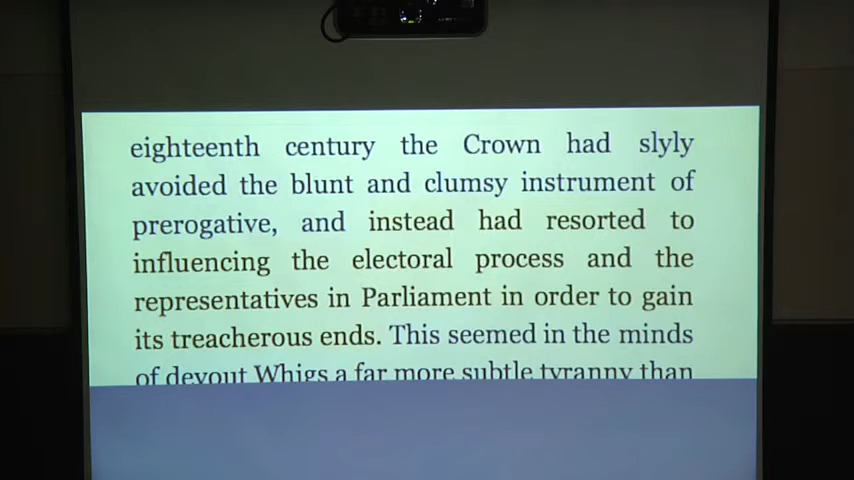 eighteenth century the Crown had slyly
avoided the blunt and clumsy instrument of
prerogative, and instead had resorted to
influencing the electoral process and the
representatives in Parliament in order to gain
its treacherous ends. This seemed in the minds
of devout Whigs a far more subtle tyranny than